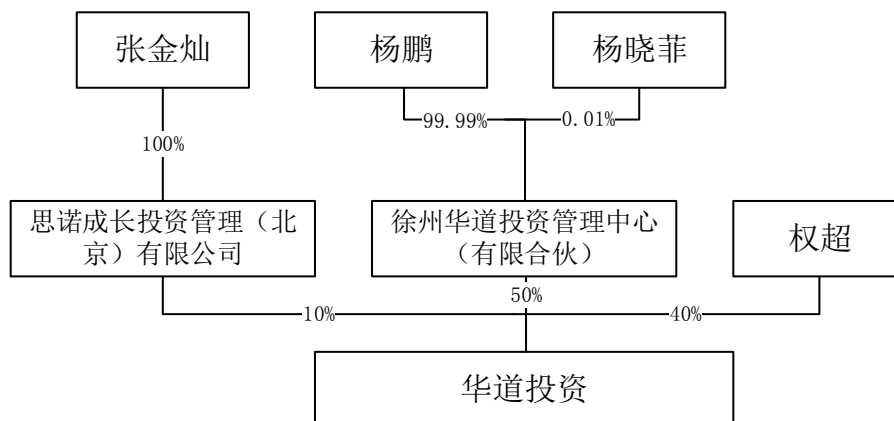 张金灿
杨鹏
杨晓菲
99.99%
0.01%
100%
思诺成长投资管理（北
京）有限公司
徐州华道投资管理中心
（有限合伙）
权超
50%
10%
40%
华道投资